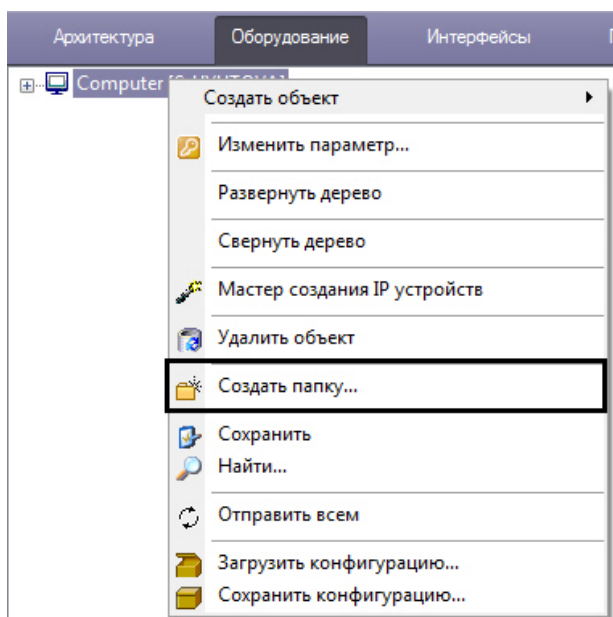 Архитектура Оборудование Интерфейсы
Computer
Создать объект
Изменить параметр...
Развернуть дерево
Свернуть дерево
Мастер создания IP устройств
Удалить объект
Создать папку...
Сохранить
Найти...
Отправить всем
Загрузить конфигурацию...
Сохранить конфигурацию...